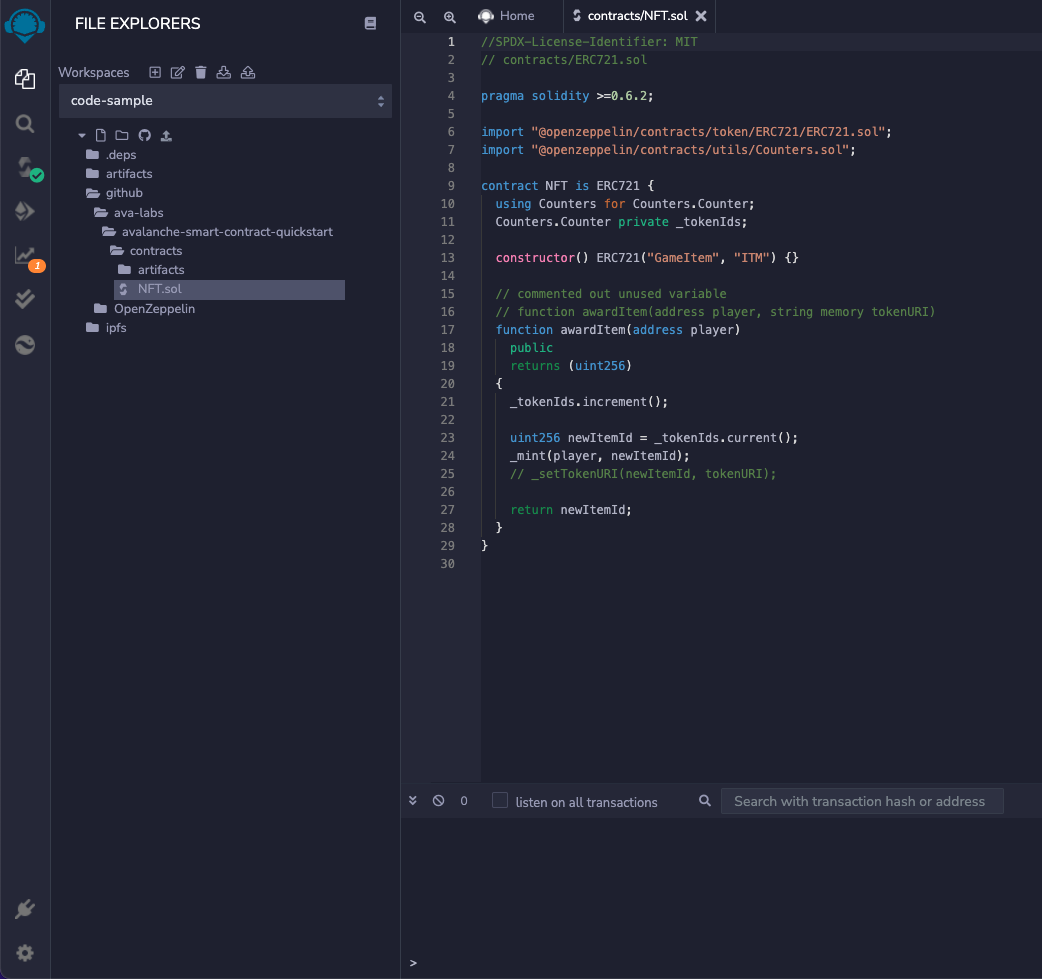 FILE EXPLORERS
Workspaces
code-sample
.deps
artifacts
github
ava-labs
avalanche-smart-contract-quickstart
contracts
artifacts
NFT.sol
OpenZeppelin
ipfs
1
Home
contracts/NFT.sol
1 //SPDX-License-Identifier: MIT
2 // contracts/ERC721.sol
3
4 pragma solidity >=0.6.2;
5
6 import "@openzeppelin/contracts/token/ERC721/ERC721.sol";
7 import "@openzeppelin/contracts/utils/Counters.sol";
8
9 contract NFT is ERC721 {
10 using Counters for Counters.Counter;
11 Counters.Counter private _tokenIds;
12
13 constructor() ERC721("GameItem", "ITM") {}
14
15 // commented out unused variable
16 // function awardItem(address player, string memory tokenURI)
17 function awardItem(address player)
18 public
19 returns (uint256)
20 {
21 _tokenIds.increment();
22
23 uint256 newItemId = _tokenIds.current();
24 _mint(player, newItemId);
25 // _setTokenURI(newItemId, tokenURI);
26
27 return newItemId;
28 }
29 }
30
0 listen on all transactions Search with transaction hash or address
>